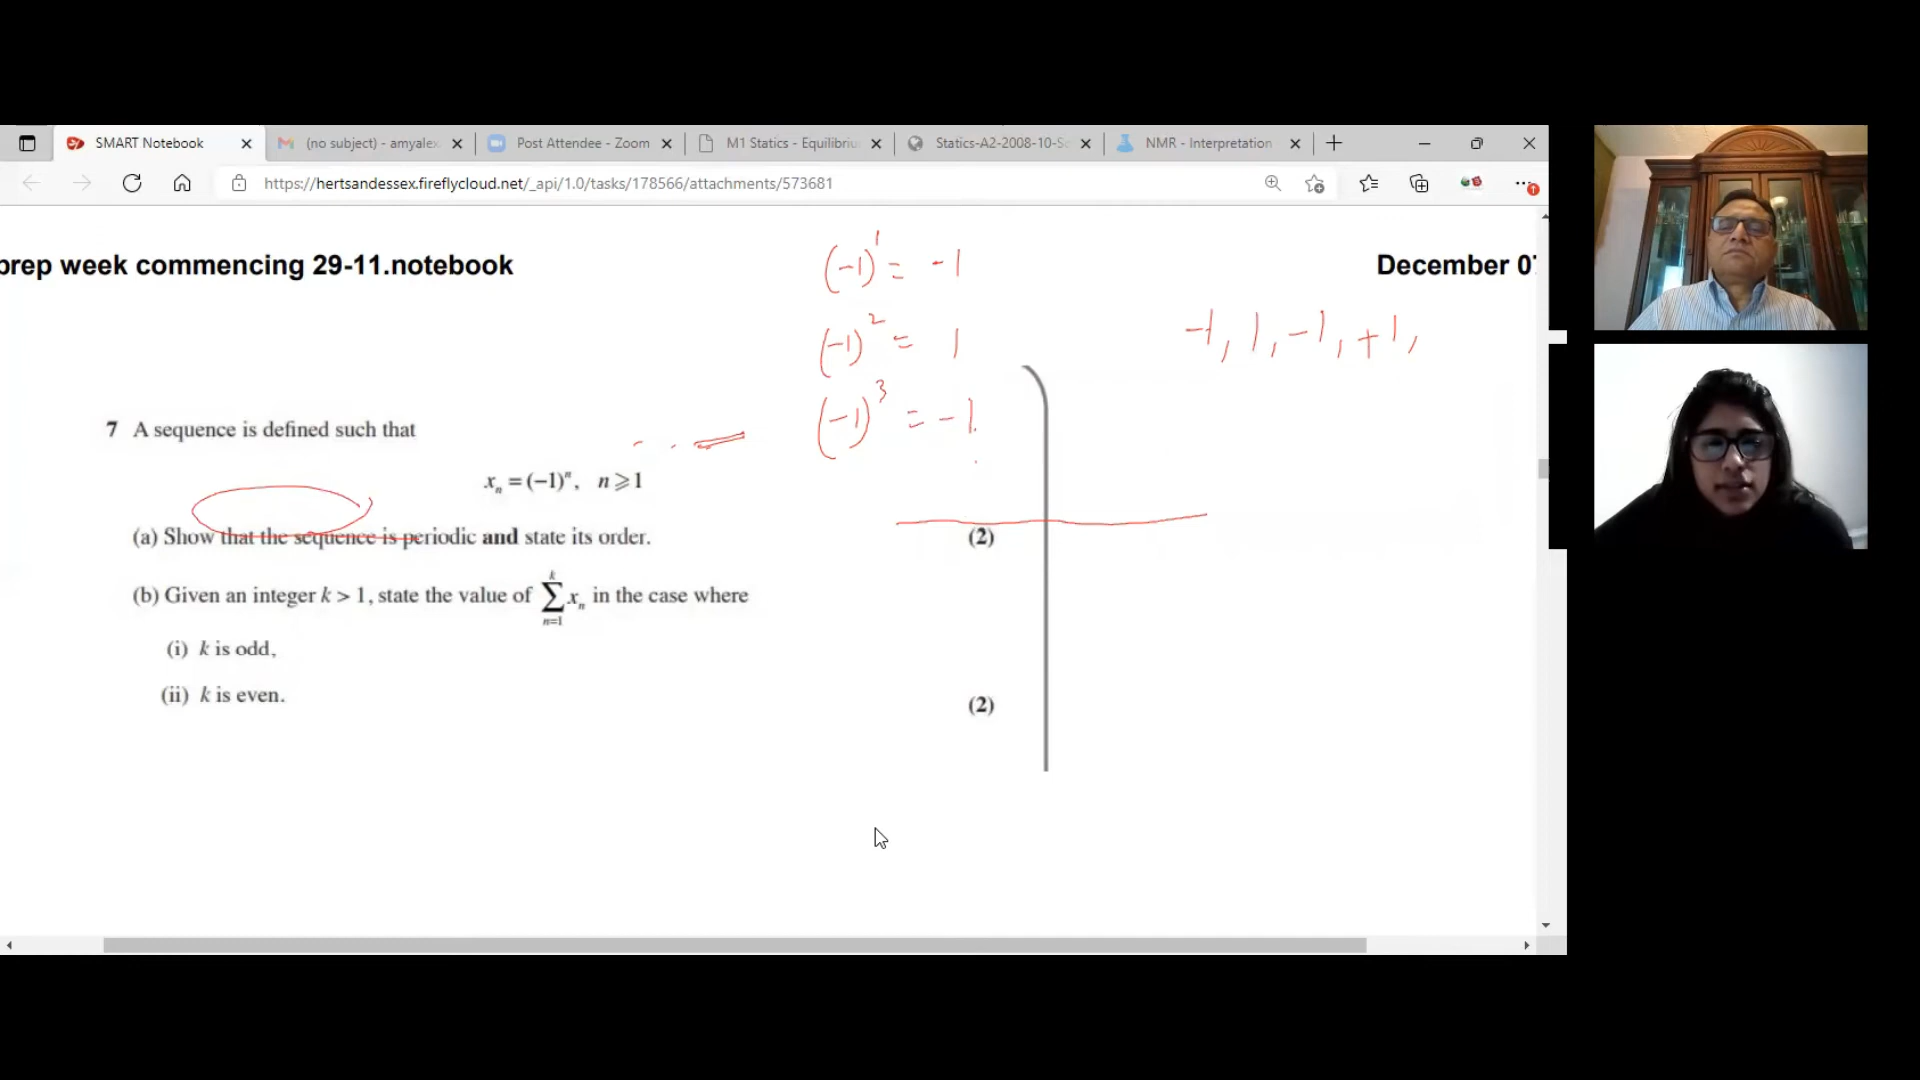 SMART Notebook
(no subject) - amyalex
Post Attendee - Zoom
M1 Statics - Equilibriu
Statics-A2-2008-10-So
NMR - Interpretation
https://hertsandessex.fireflycloud.net/_api/1.0/tasks/178566/attachments/573681
prep week commencing 29-11.notebook
December 07
(-1)^1 = -1
(-1)^2 = 1
-1, 1, -1, +1,
(-1)^3 = -1
7 A sequence is defined such that
xₙ = (−1)ⁿ, n ⩾ 1
(a) Show that the sequence is periodic and state its order.
(2)
(b) Given an integer k > 1, state the value of ∑_{n=1}^{k} xₙ in the case where
(i) k is odd,
(ii) k is even.
(2)